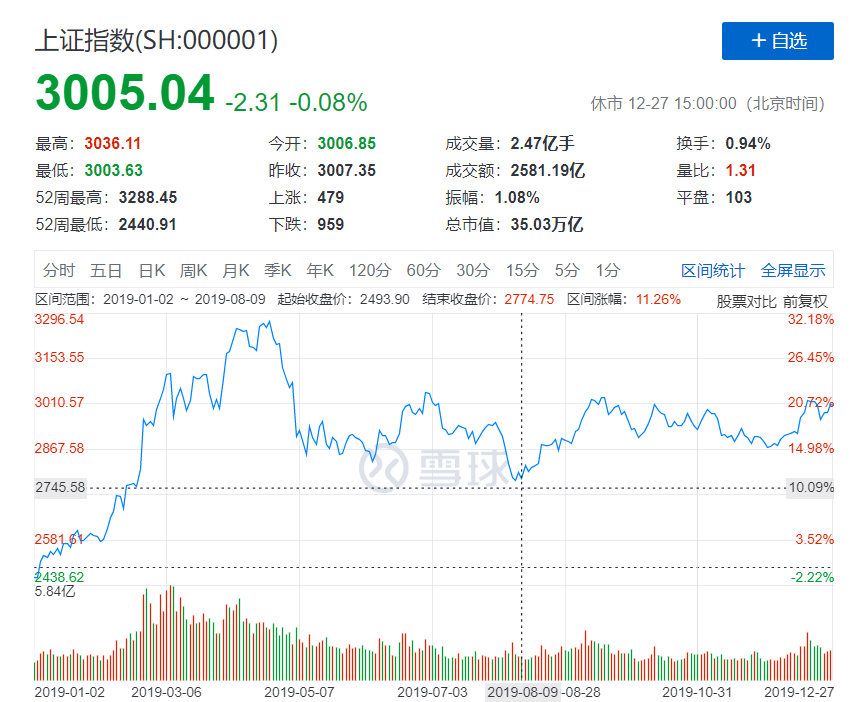 上证指数(SH:000001)
+ 自选
3005.04 -2.31 -0.08%
休市 12-27 15:00:00（北京时间）
最高：3036.11 今开：3006.85 成交量：2.47亿手 换手：0.94%
最低：3003.63 昨收：3007.35 成交额：2581.19亿 量比：1.31
52周最高：3288.45 上涨：479 振幅：1.08% 平盘：103
52周最低：2440.91 下跌：959 总市值：35.03万亿
分时 五日 日K 周K 月K 季K 年K 120分 60分 30分 15分 5分 1分 区间统计 全屏显示
区间范围：2019-01-02 ~ 2019-08-09 起始收盘价：2493.90 结束收盘价：2774.75 区间涨幅：11.26% 股票对比 前复权
3296.54 32.18%
3153.55 26.45%
3010.57 20.72%
2867.58 14.98%
雪球
2745.58 10.09%
2581.61 3.52%
2438.62 -2.22%
5.84亿
2019-01-02 2019-03-06 2019-05-07 2019-07-03 2019-08-09 -08-28 2019-10-31 2019-12-27